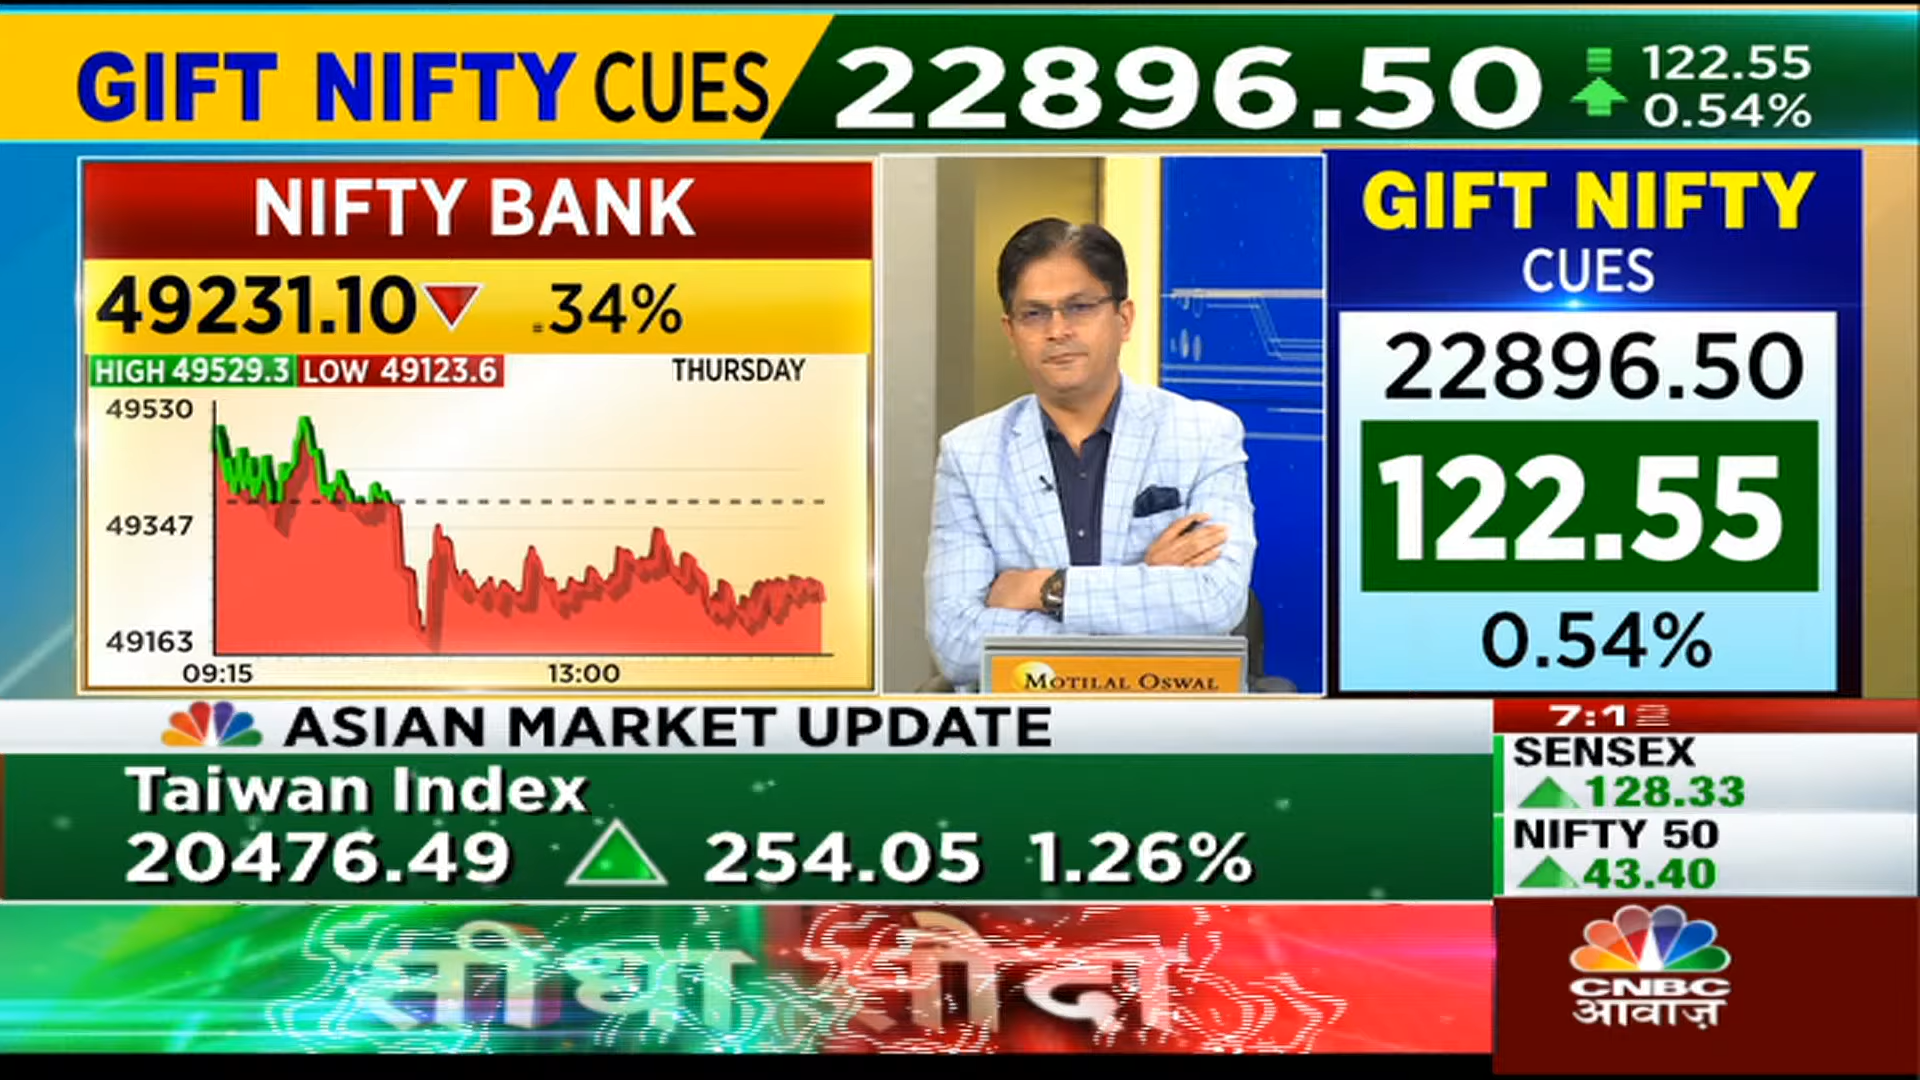 GIFT NIFTY CUES 22896.50 122.55
0.54%
NIFTY BANK
49231.10 .34%
HIGH 49529.3 LOW 49123.6 THURSDAY
49530
49347
49163
09:15 13:00
MOTILAL OSWAL
GIFT NIFTY
CUES
22896.50
122.55
0.54%
ASIAN MARKET UPDATE
Taiwan Index
20476.49 254.05 1.26%
SENSEX
128.33
NIFTY 50
43.40
सीधा सौदा
CNBC
आवाज़